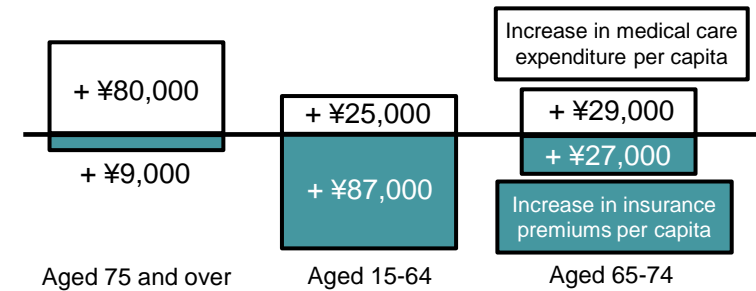 Increase in medical care
expenditure per capita
+ ¥80,000
+ ¥25,000
+ ¥29,000
+ ¥9,000
+ ¥87,000
+ ¥27,000
Increase in insurance
premiums per capita
Aged 75 and over
Aged 15-64
Aged 65-74